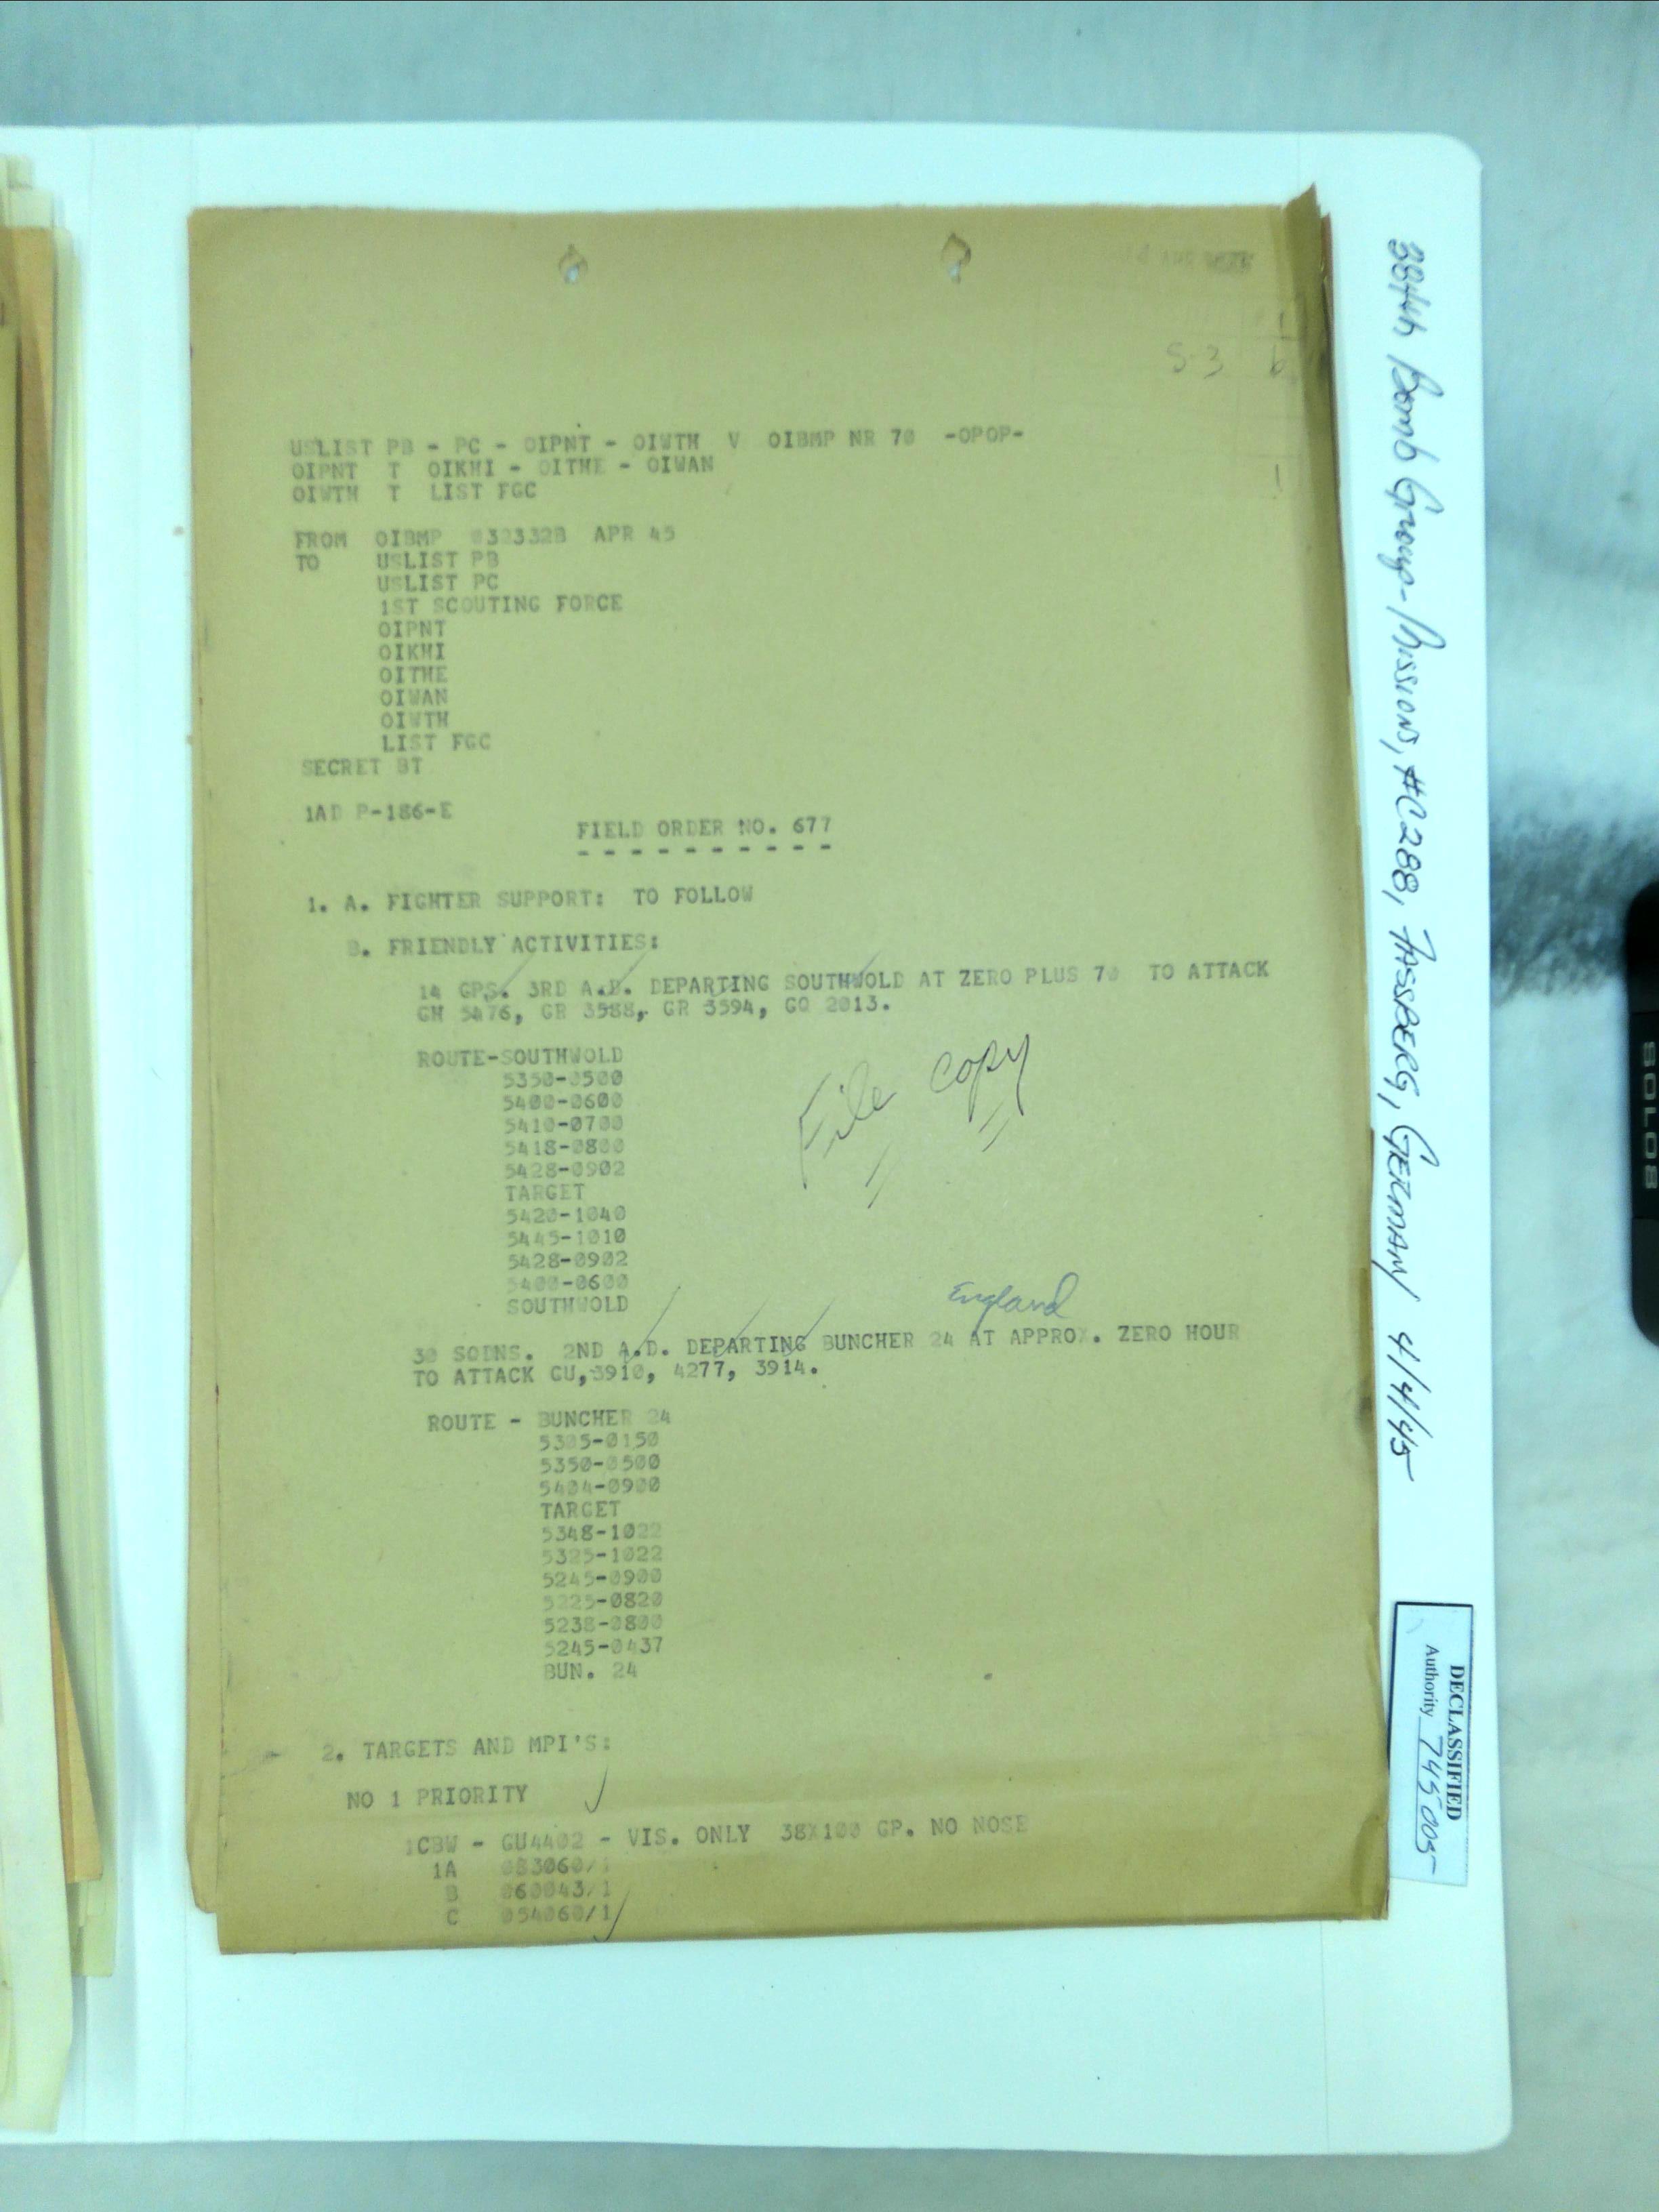 S-3 6
1
USLIST PB - PC - OIPNT - OIWTH V OIBMP NR 70 -OPOP-
OIPNT T OIKHI - OITHE - OIWAN
OIWTH T LIST FGC
1
FROM OIBMP 032332B APR 45
TO USLIST PB
USLIST PC
1ST SCOUTING FORCE
OIPNT
OIKHI
OITHE
OIWAN
OIWTH
LIST FGC
SECRET BT
1AD P-186-E
FIELD ORDER NO. 677
- - - - - - - - - -
1. A. FIGHTER SUPPORT: TO FOLLOW
B. FRIENDLY ACTIVITIES:
14 GPS. 3RD A.D. DEPARTING SOUTHWOLD AT ZERO PLUS 70 TO ATTACK
GH 5476, GR 3588, GR 3594, GQ 2013.
ROUTE-SOUTHWOLD
5350-0500
5400-0600
5410-0700
5418-0800
5428-0902
TARGET
5420-1040
5445-1010
5428-0902
5400-0600
SOUTHWOLD
File copy
England
30 SQDNS. 2ND A.D. DEPARTING BUNCHER 24 AT APPROX. ZERO HOUR
TO ATTACK GU, 3910, 4277, 3914.
ROUTE - BUNCHER 24
5305-0150
5350-0500
5404-0900
TARGET
5348-1022
5325-1022
5245-0900
5225-0820
5238-0800
5245-0437
BUN. 24
2. TARGETS AND MPI'S:
NO 1 PRIORITY
1CBW - GU4402 - VIS. ONLY 38X100 GP. NO NOSE
1A 083060/1
B 060043/1
C 054060/1
384th Bomb Group - Missions, #C288, FASSBERG, GERMANY 4/4/45
DECLASSIFIED
Authority 745005
SOLOB